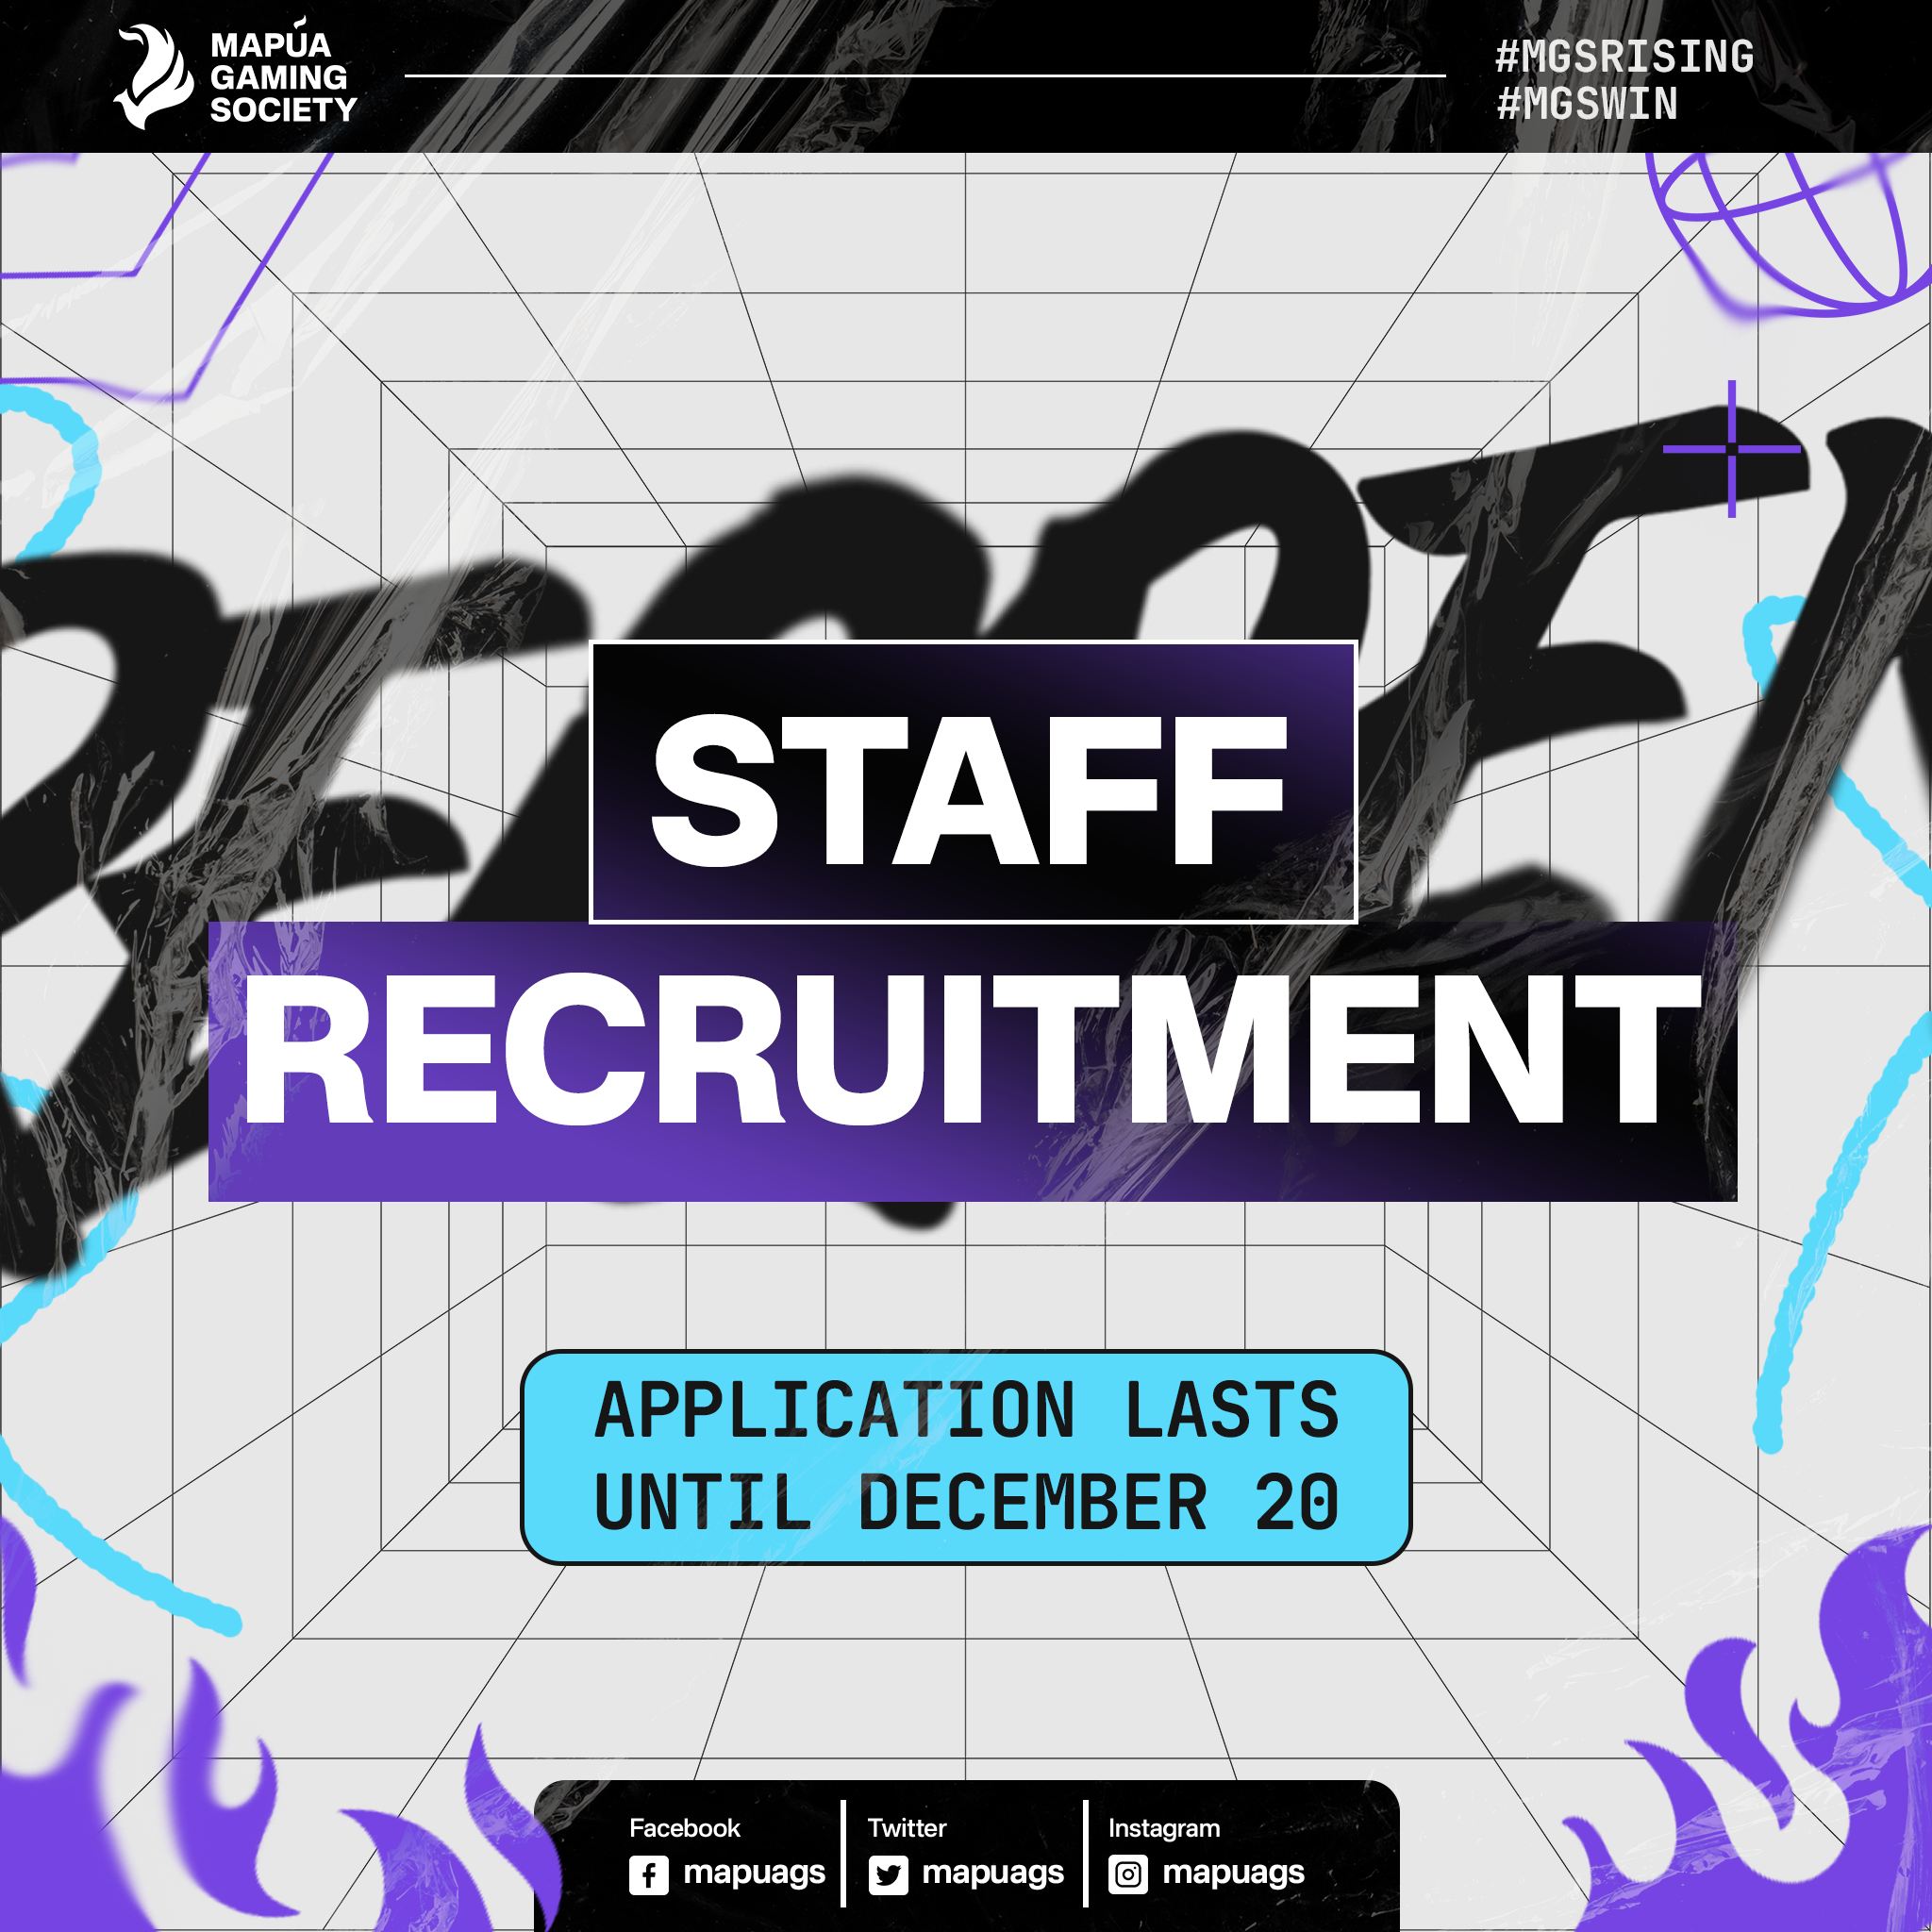 MAPÚA
GAMING
SOCIETY
#MGSRISING
#MGSWIN
STAFF
RECRUITMENT
APPLICATION LASTS
UNTIL DECEMBER 20
Facebook
mapuags
Twitter
mapuags
Instagram
mapuags